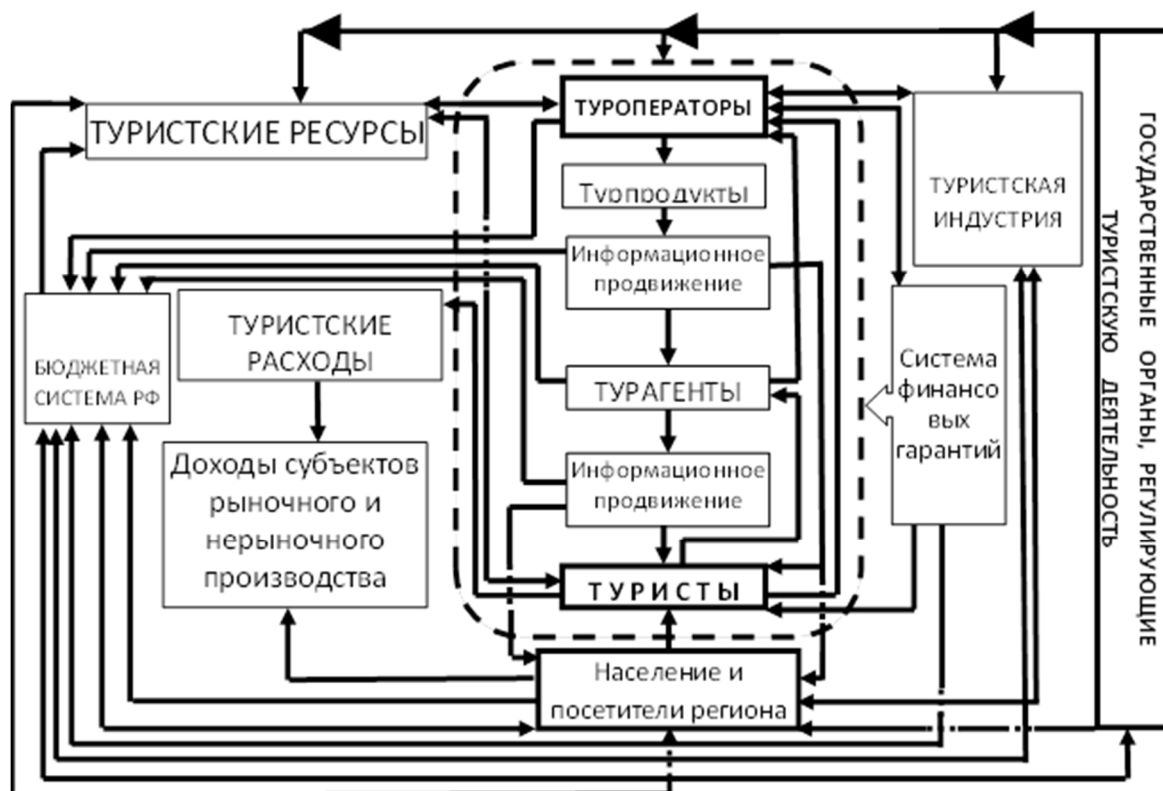 ТУРИСТСКИЕ РЕСУРСЫ
ТУРОПЕРАТОРЫ
Турпродукты
Информационное
продвижение
ТУРАГЕНТЫ
Информационное
продвижение
ТУРИСТЫ
Население и
посетители региона
ТУРИСТСКИЕ
РАСХОДЫ
Доходы субъектов
рыночного и
нерыночного
производства
БЮДЖЕТНАЯ
СИСТЕМА РФ
ТУРИСТСКАЯ
ИНДУСТРИЯ
Система
финансо
вых
гарантий
ГОСУДАРСТВЕННЫЕ ОРГАНЫ, РЕГУЛИРУЮЩИЕ
ТУРИСТСКУЮ ДЕЯТЕЛЬНОСТЬ